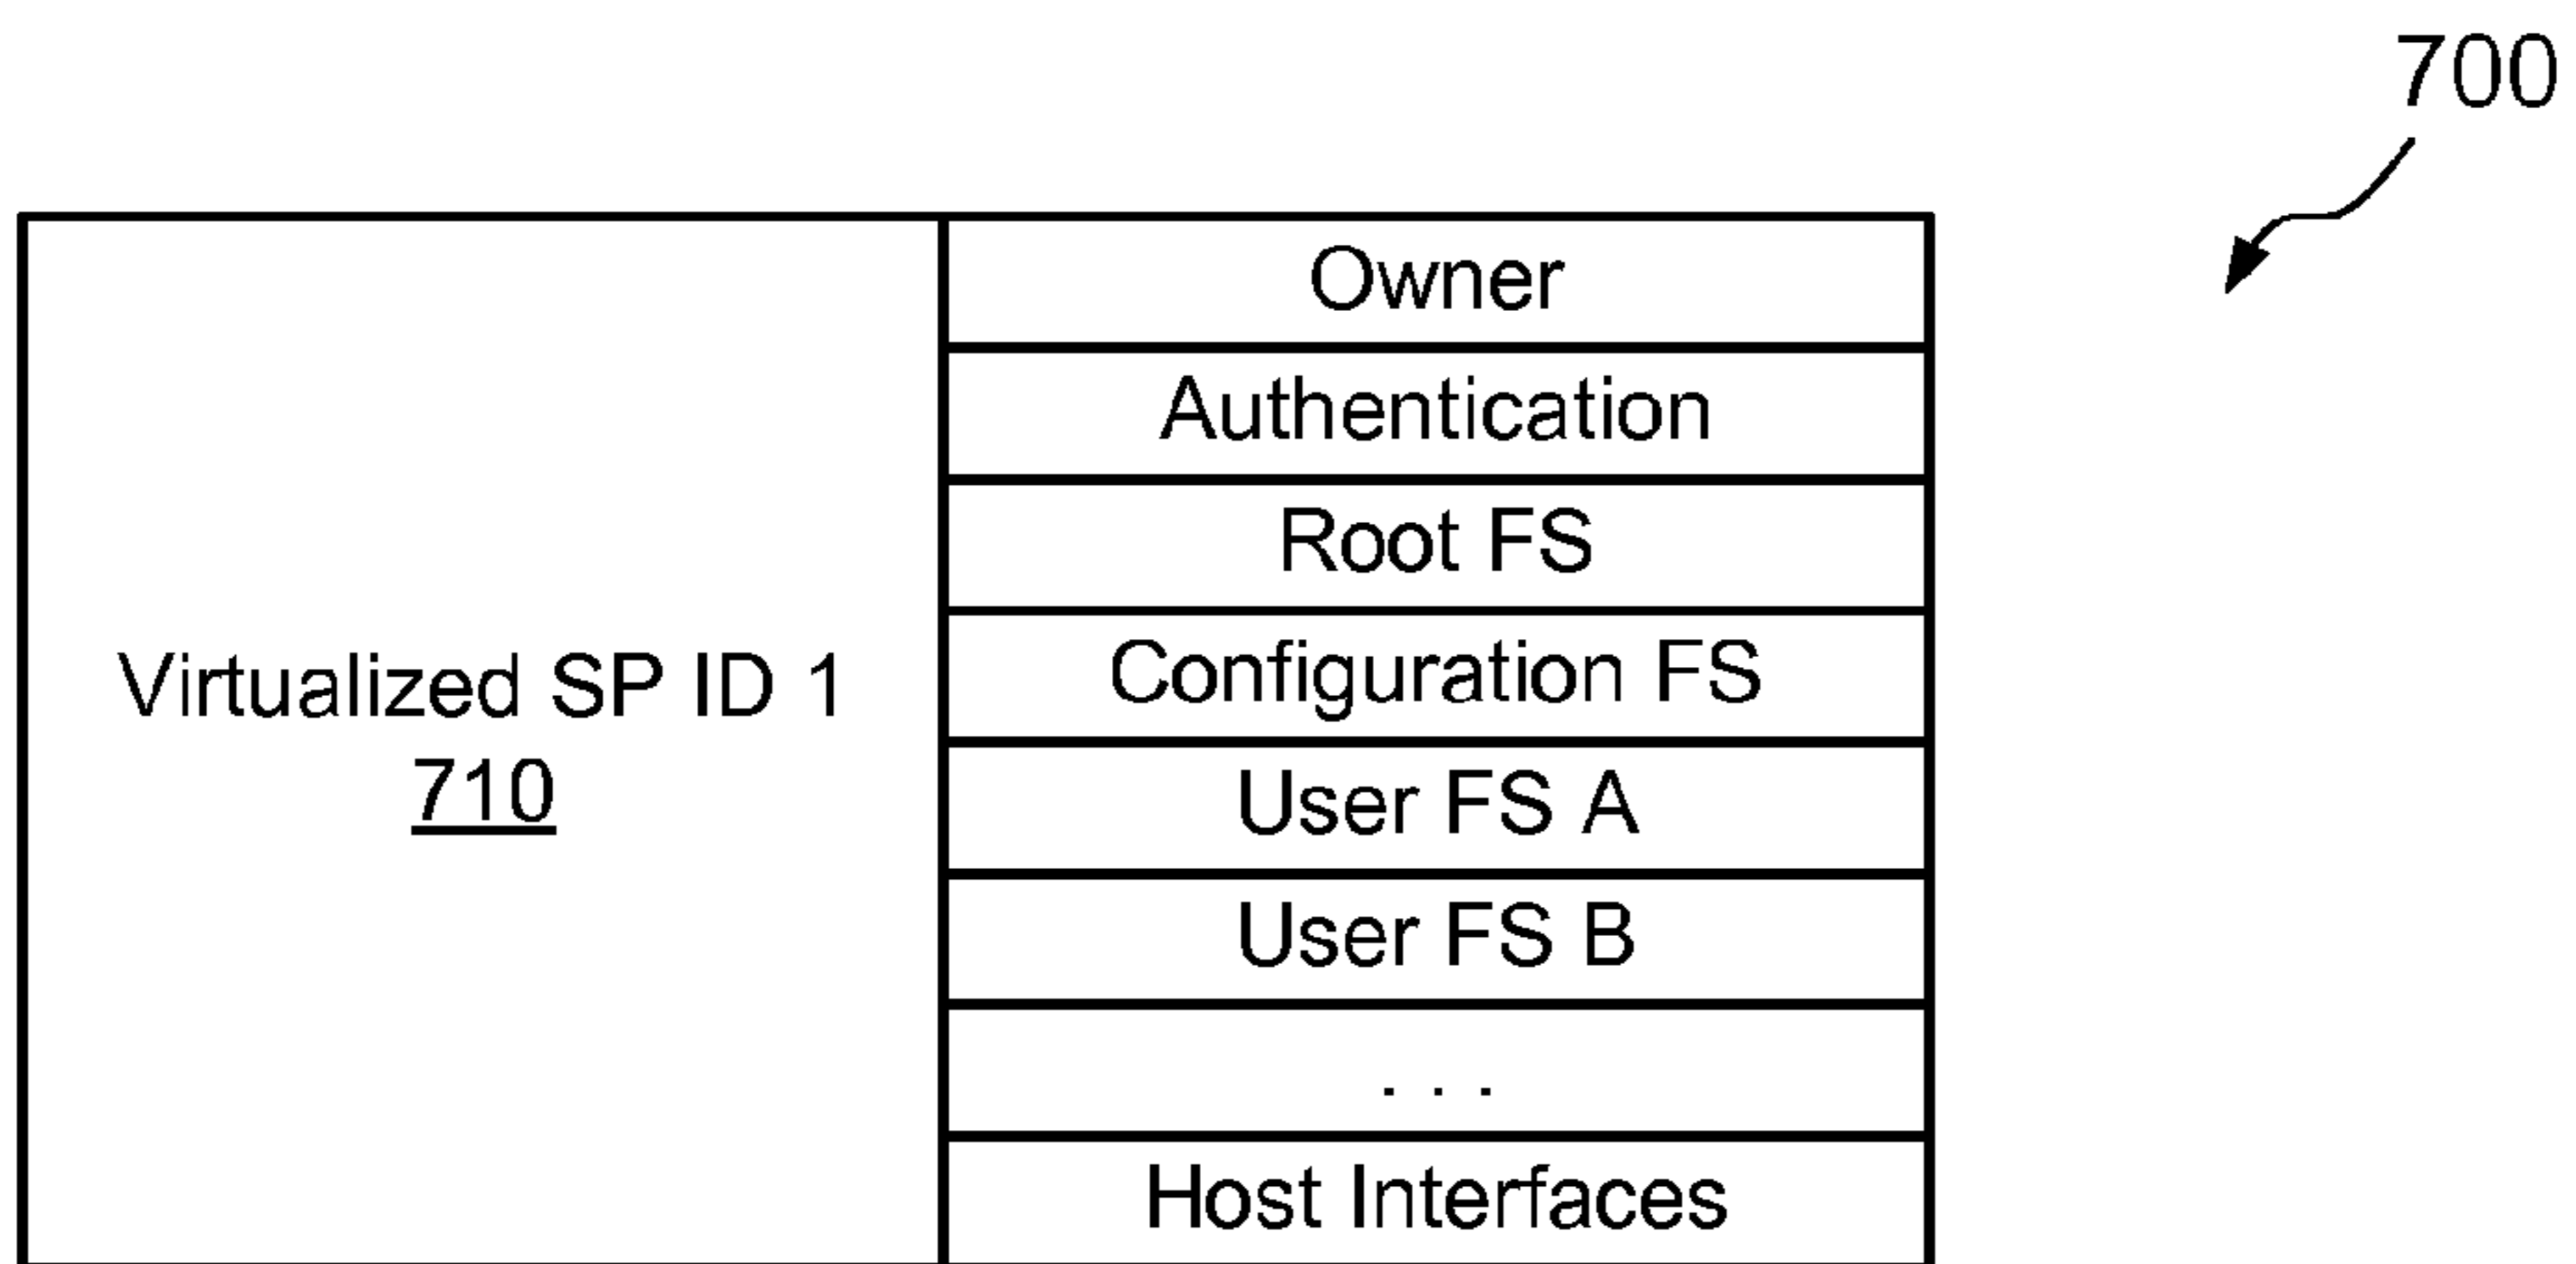 700
Owner
Authentication
Root FS
Configuration FS
Virtualized SP ID 1
710
User FS A
User FS B
. . .
Host Interfaces